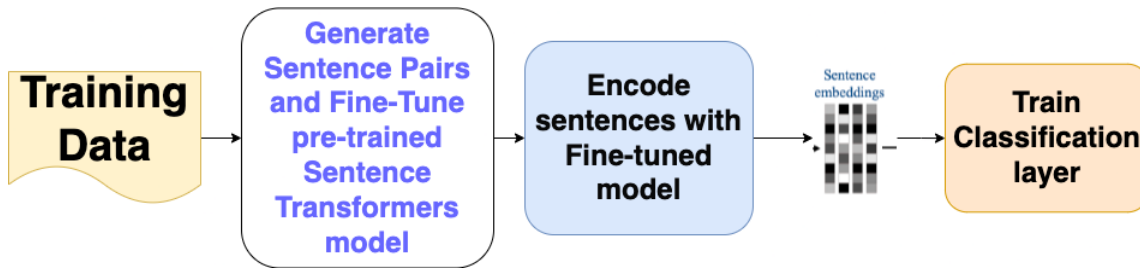 Training
Data
Generate
Sentence Pairs
and Fine-Tune
pre-trained
Sentence
Transformers
model
Encode
sentences with
Fine-tuned
model
Sentence
embeddings
Train
Classification
layer